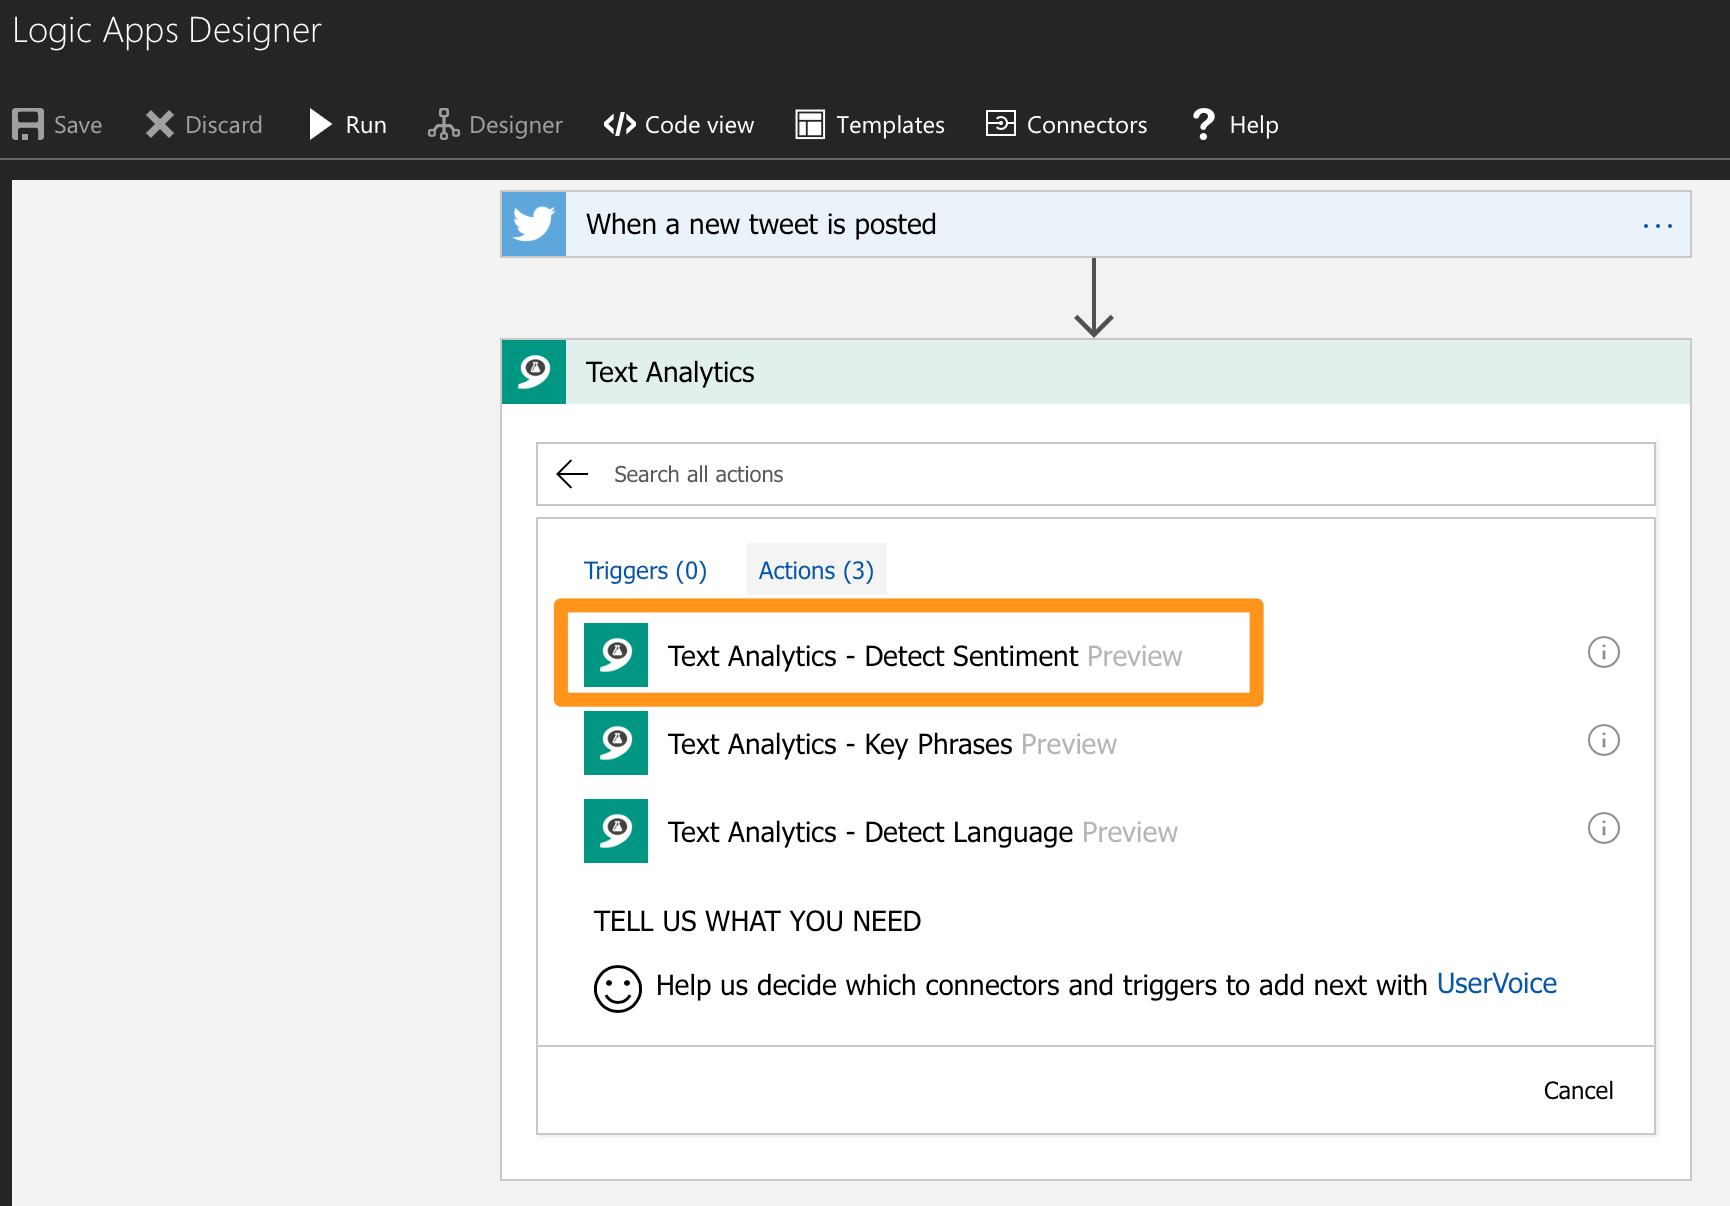 Logic Apps Designer
Save Discard Run Designer Code view Templates Connectors Help
When a new tweet is posted
Text Analytics
Search all actions
Triggers (0) Actions (3)
Text Analytics - Detect Sentiment Preview
Text Analytics - Key Phrases Preview
Text Analytics - Detect Language Preview
TELL US WHAT YOU NEED
Help us decide which connectors and triggers to add next with UserVoice
Cancel